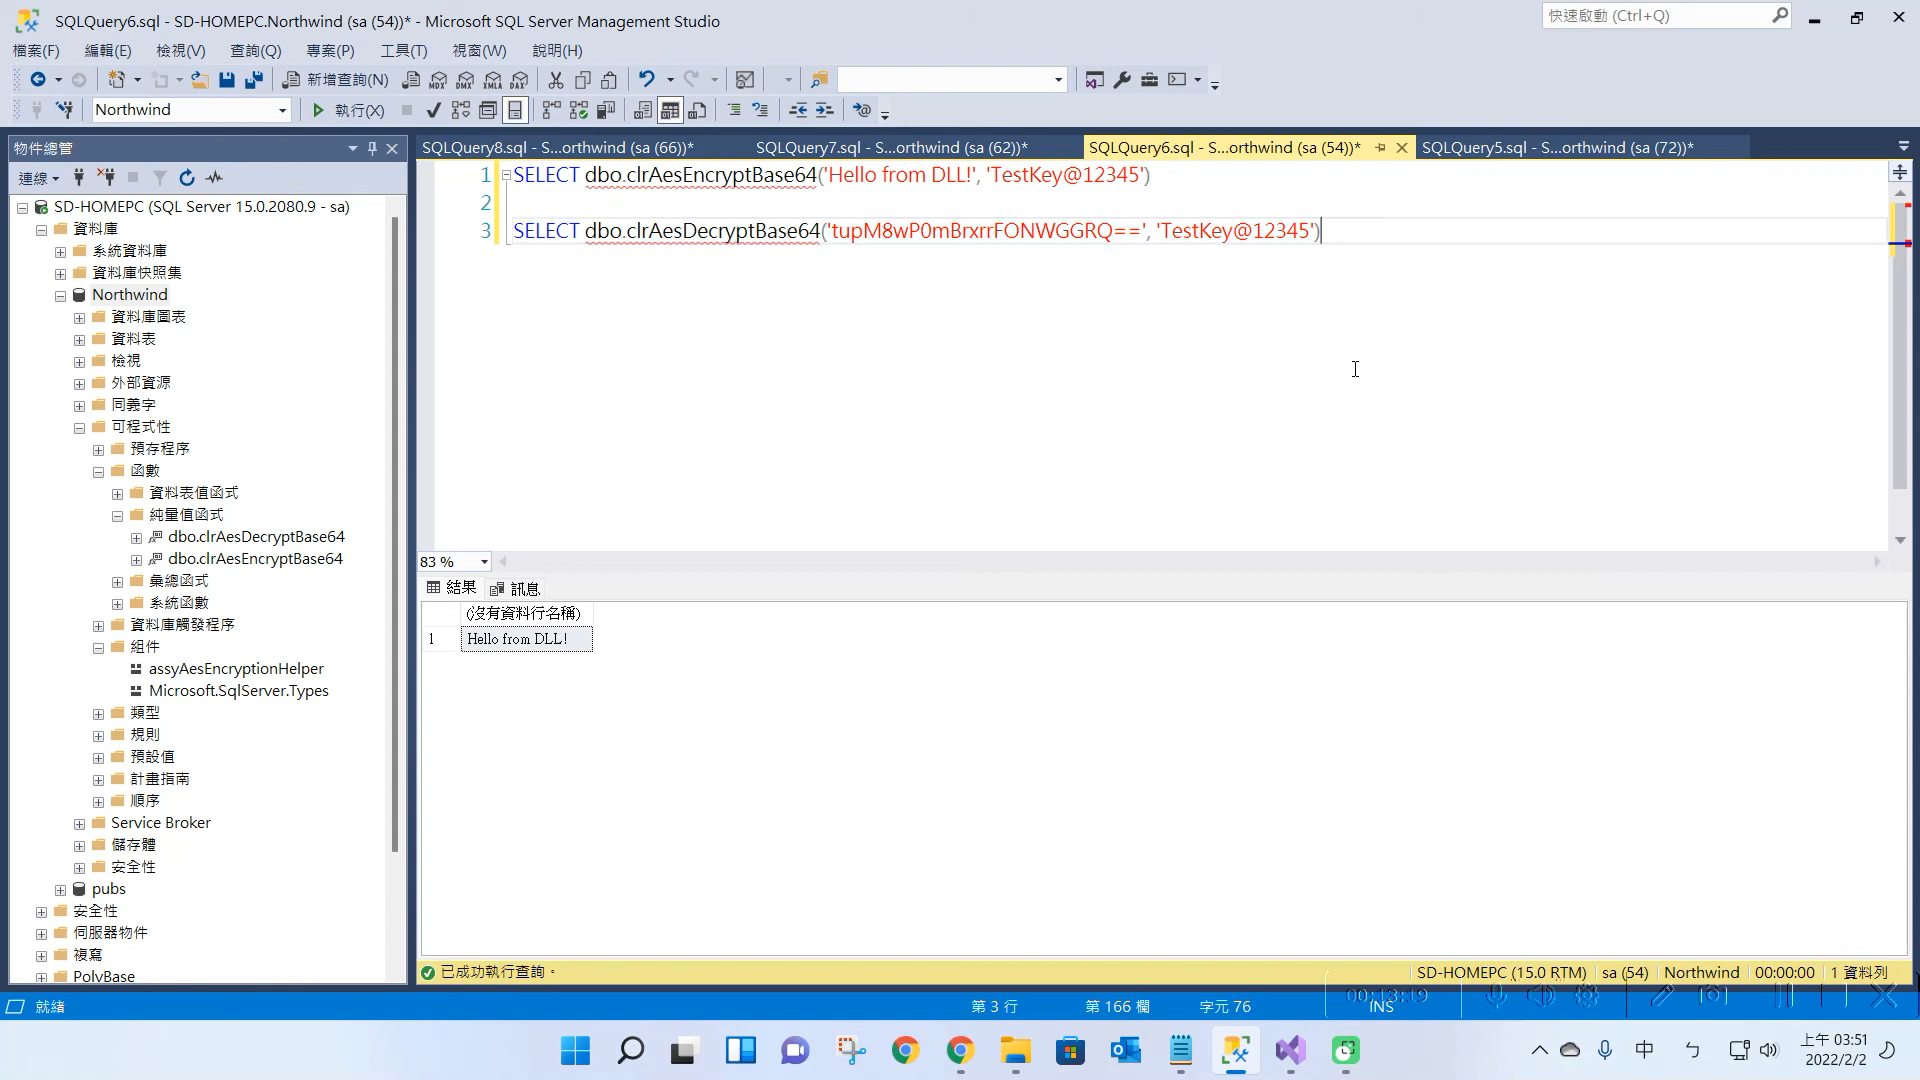 SQLQuery6.sql - SD-HOMEPC.Northwind (sa (54))* - Microsoft SQL Server Management Studio
快速啟動 (Ctrl+Q)
檔案(F) 編輯(E) 檢視(V) 查詢(Q) 專案(P) 工具(T) 視窗(W) 說明(H)
新增查詢(N) MDX DMX XMLA DAX
Northwind 執行(X)
物件總管
SQLQuery8.sql - S...orthwind (sa (66))* SQLQuery7.sql - S...orthwind (sa (62))* SQLQuery6.sql - S...orthwind (sa (54))* SQLQuery5.sql - S...orthwind (sa (72))*
連線
SD-HOMEPC (SQL Server 15.0.2080.9 - sa)
資料庫
系統資料庫
資料庫快照集
Northwind
資料庫圖表
資料表
檢視
外部資源
同義字
可程式性
預存程序
函數
資料表值函式
純量值函式
dbo.clrAesDecryptBase64
dbo.clrAesEncryptBase64
彙總函式
系統函數
資料庫觸發程序
組件
assyAesEncryptionHelper
Microsoft.SqlServer.Types
類型
規則
預設值
計畫指南
順序
Service Broker
儲存體
安全性
pubs
安全性
伺服器物件
複寫
PolyBase
1 SELECT dbo.clrAesEncryptBase64('Hello from DLL!', 'TestKey@12345')
2
3 SELECT dbo.clrAesDecryptBase64('tupM8wP0mBrxrrFONWGGRQ==', 'TestKey@12345')
83 %
結果 訊息
(沒有資料行名稱)
1 Hello from DLL!
已成功執行查詢。 SD-HOMEPC (15.0 RTM) sa (54) Northwind 00:00:00 1 資料列
00:13:19
就緒 第 3 行 第 166 欄 字元 76 INS
中
上午 03:51
2022/2/2